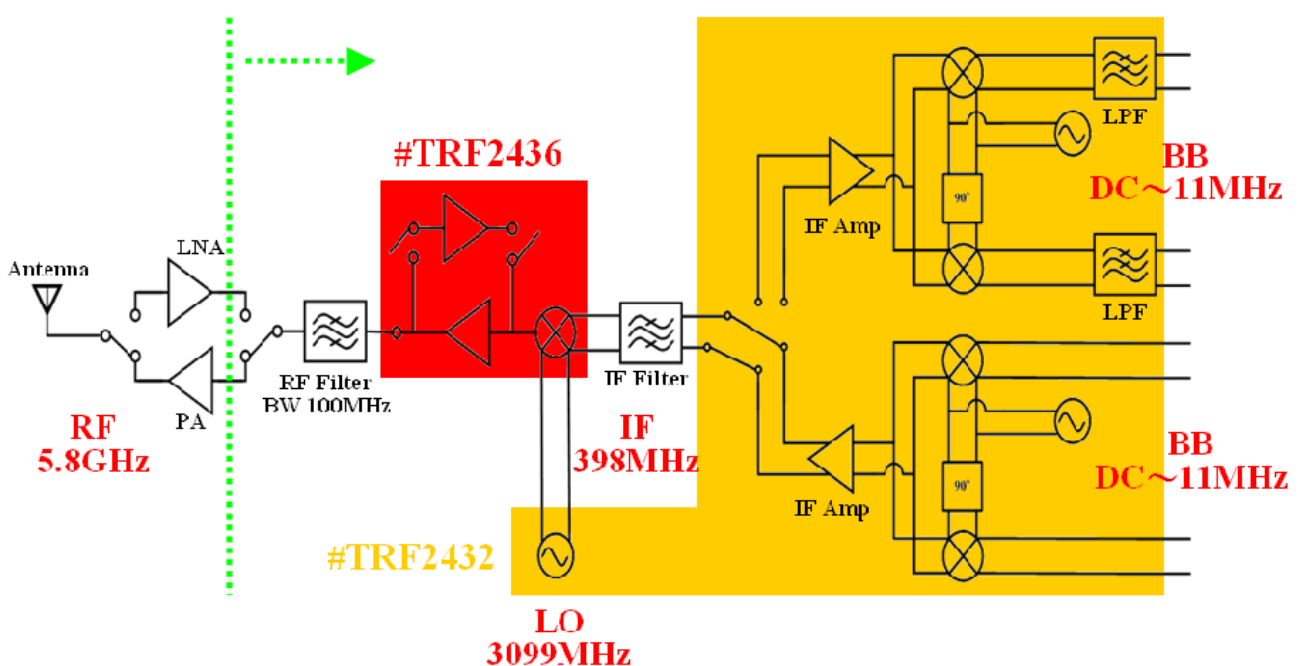 #TRF2436
LPF
BB
DC～11MHz
90°
IF Amp
LNA
Antenna
LPF
RF Filter
BW 100MHz
IF Filter
PA
RF
5.8GHz
IF
398MHz
BB
DC～11MHz
90°
IF Amp
#TRF2432
LO
3099MHz